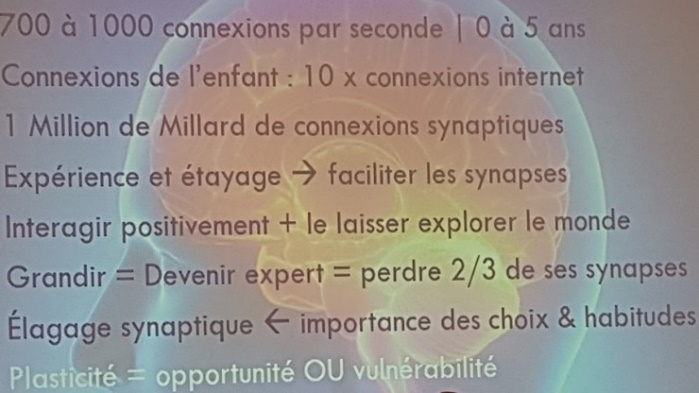 700 à 1000 connexions par seconde | 0 à 5 ans
Connexions de l'enfant : 10 x connexions internet
1 Million de Millard de connexions synaptiques
Expérience et étayage → faciliter les synapses
Interagir positivement + le laisser explorer le monde
Grandir = Devenir expert = perdre 2/3 de ses synapses
Élagage synaptique ← importance des choix & habitudes
Plasticité = opportunité OU vulnérabilité